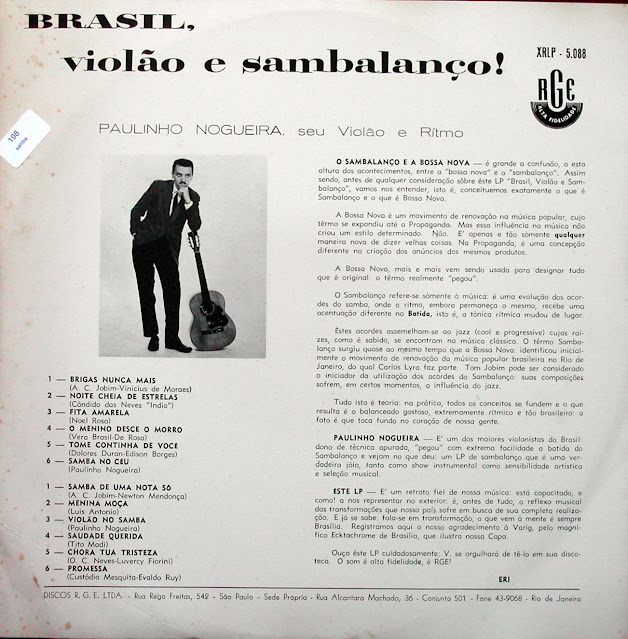 BRASIL,
violão e sambalanço!
XRLP - 5.088
RGE
ALTA FIDELIDADE
198
samba
PAULINHO NOGUEIRA, seu Violão e Rítmo
O SAMBALANÇO E A BOSSA NOVA — é grande a confusão, a esta
altura dos acontecimentos, entre a "bossa nova" e a "sambalanço". Assim
sendo, antes de qualquer consideração sôbre êste LP "Brasil, Violão e Sam-
balanço", vamos nos entender, isto é, conceituemos exatamente o que é
Sambalanço e o que é Bossa Nova.
A Bossa Nova é um movimento de renovação na música popular, cujo
têrmo se expandiu até a Propaganda. Mas essa influência na música não
criou um estilo determinado. Não. E' apenas e tão sòmente qualquer
maneira nova de dizer velhas coisas. Na Propaganda, é uma concepção
diferente na criação dos anúncios dos mesmos produtos.
A Bossa Nova, mais e mais vem sendo usada para designar tudo
que é original: o têrmo realmente "pegou".
O Sambalanço refere-se sòmente à música: é uma evolução dos acor-
des do samba, onde o ritmo, embora permaneça o mesmo, recebe uma
acentuação diferente na Batida, isto é, a tônica rítmica mudou de lugar.
Estes acordes assemelham-se ao jazz (cool e progressive) cujas raí-
zes, como é sabido, se encontram na música clássica. O têrmo Samba-
lanço surgiu quase ao mesmo tempo que a Bossa Nova: identificou inicial-
mente o movimento de renovação da música popular brasileira no Rio de
Janeiro, do qual Carlos Lyra faz parte. Tom Jobim pode ser considerado
o iniciador da utilização dos acordes do Sambalanço: suas composições
sofrem, em certos momentos, a influência do jazz.
Tudo isto é teoria: na prática, todos os conceitos se fundem e o que
resulta é o balanceado gostoso, extremamente rítmico e tão brasileiro: o
fato é que toca fundo no coração de nossa gente.
PAULINHO NOGUEIRA — E' um dos maiores violonistas do Brasil:
dono de técnica apurada, "pegou" com extrema facilidade a batida do
Sambalanço e vejam no que deu: um LP de sambalanço que é uma ver-
dadeira jóia, tanto como show instrumental como sensibilidade artística
e seleção musical.
ESTE LP — E' um retrato fiel de nossa música: está capacitado, e
como! a nos representar no exterior: é, antes de tudo, o reflexo musical
das transformações que nosso país sofre em busca de sua completa realiza-
ção. E já se sabe: fala-se em transformação, o que vem à mente é sempre
Brasília. Registramos aqui o nosso agradecimento à Varig, pelo magní-
fico Ecktachrome de Brasília, que ilustra nossa Capa.
Ouça êste LP cuidadosamente: V. se orgulhará de tê-lo em sua disco-
teca. O som é alta fidelidade, é RGE!
ERI
1 — BRIGAS NUNCA MAIS
(A. C. Jobim-Vinicius de Moraes)
2 — NOITE CHEIA DE ESTRELAS
(Cândido das Neves "Indio")
3 — FITA AMARELA
(Noel Rosa)
4 — O MENINO DESCE O MORRO
(Vera Brasil-De Rosa)
5 — TOME CONTINHA DE VOCÊ
(Dolores Duran-Edison Borges)
6 — SAMBA NO CÉU
(Paulinho Nogueira)
1 — SAMBA DE UMA NOTA SÓ
(A. C. Jobim-Newton Mendonça)
2 — MENINA MOÇA
(Luis Antonio)
3 — VIOLÃO NO SAMBA
(Paulinho Nogueira)
4 — SAUDADE QUERIDA
(Tito Madi)
5 — CHORA TUA TRISTEZA
(O. C. Neves-Luvercy Fiorini)
6 — PROMESSA
(Custódio Mesquita-Evaldo Ruy)
DISCOS R. G. E. LTDA. - Rua Rêgo Freitas, 542 - São Paulo - Sede Propria - Rua Alcantara Machado, 36 - Conjunto 501 - Fone 43-9068 - Rio de Janeiro